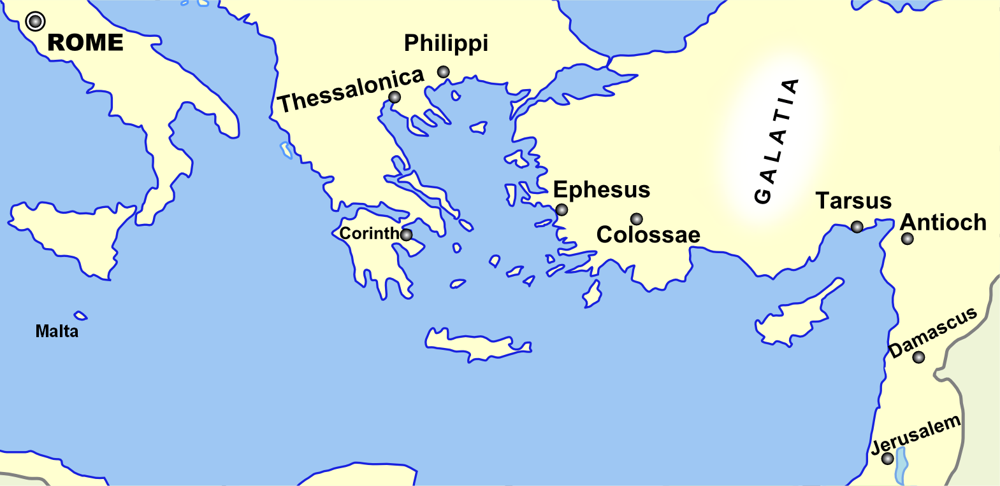 ROME
Philippi
Thessalonica
GALATIA
Ephesus
Tarsus
Colossae
Antioch
Corinth
Malta
Damascus
Jerusalem